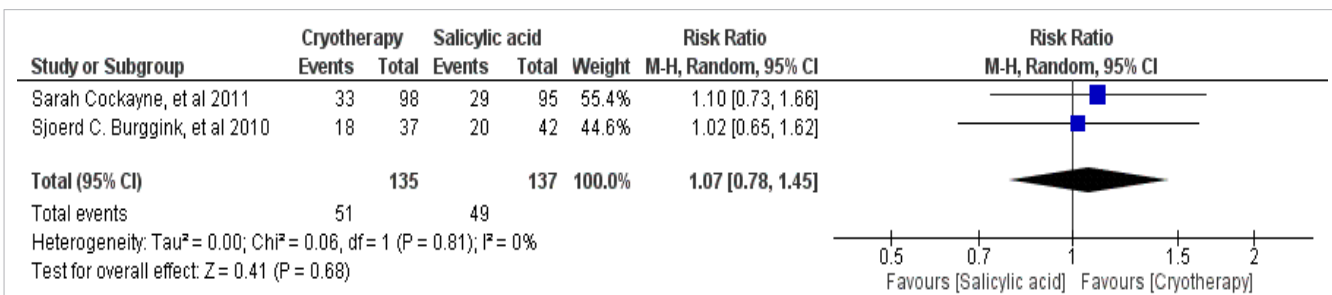 Cryotherapy Salicylic acid Risk Ratio Risk Ratio
Study or Subgroup Events Total Events Total Weight M-H, Random, 95% CI M-H, Random, 95% CI
Sarah Cockayne, et al 2011 33 98 29 95 55.4% 1.10 [0.73, 1.66]
Sjoerd C. Burggink, et al 2010 18 37 20 42 44.6% 1.02 [0.65, 1.62]
Total (95% CI) 135 137 100.0% 1.07 [0.78, 1.45]
Total events 51 49
Heterogeneity: Tau² = 0.00; Chi² = 0.06, df = 1 (P = 0.81); I² = 0%
Test for overall effect: Z = 0.41 (P = 0.68)
0.5 0.7 1 1.5 2
Favours [Salicylic acid] Favours [Cryotherapy]